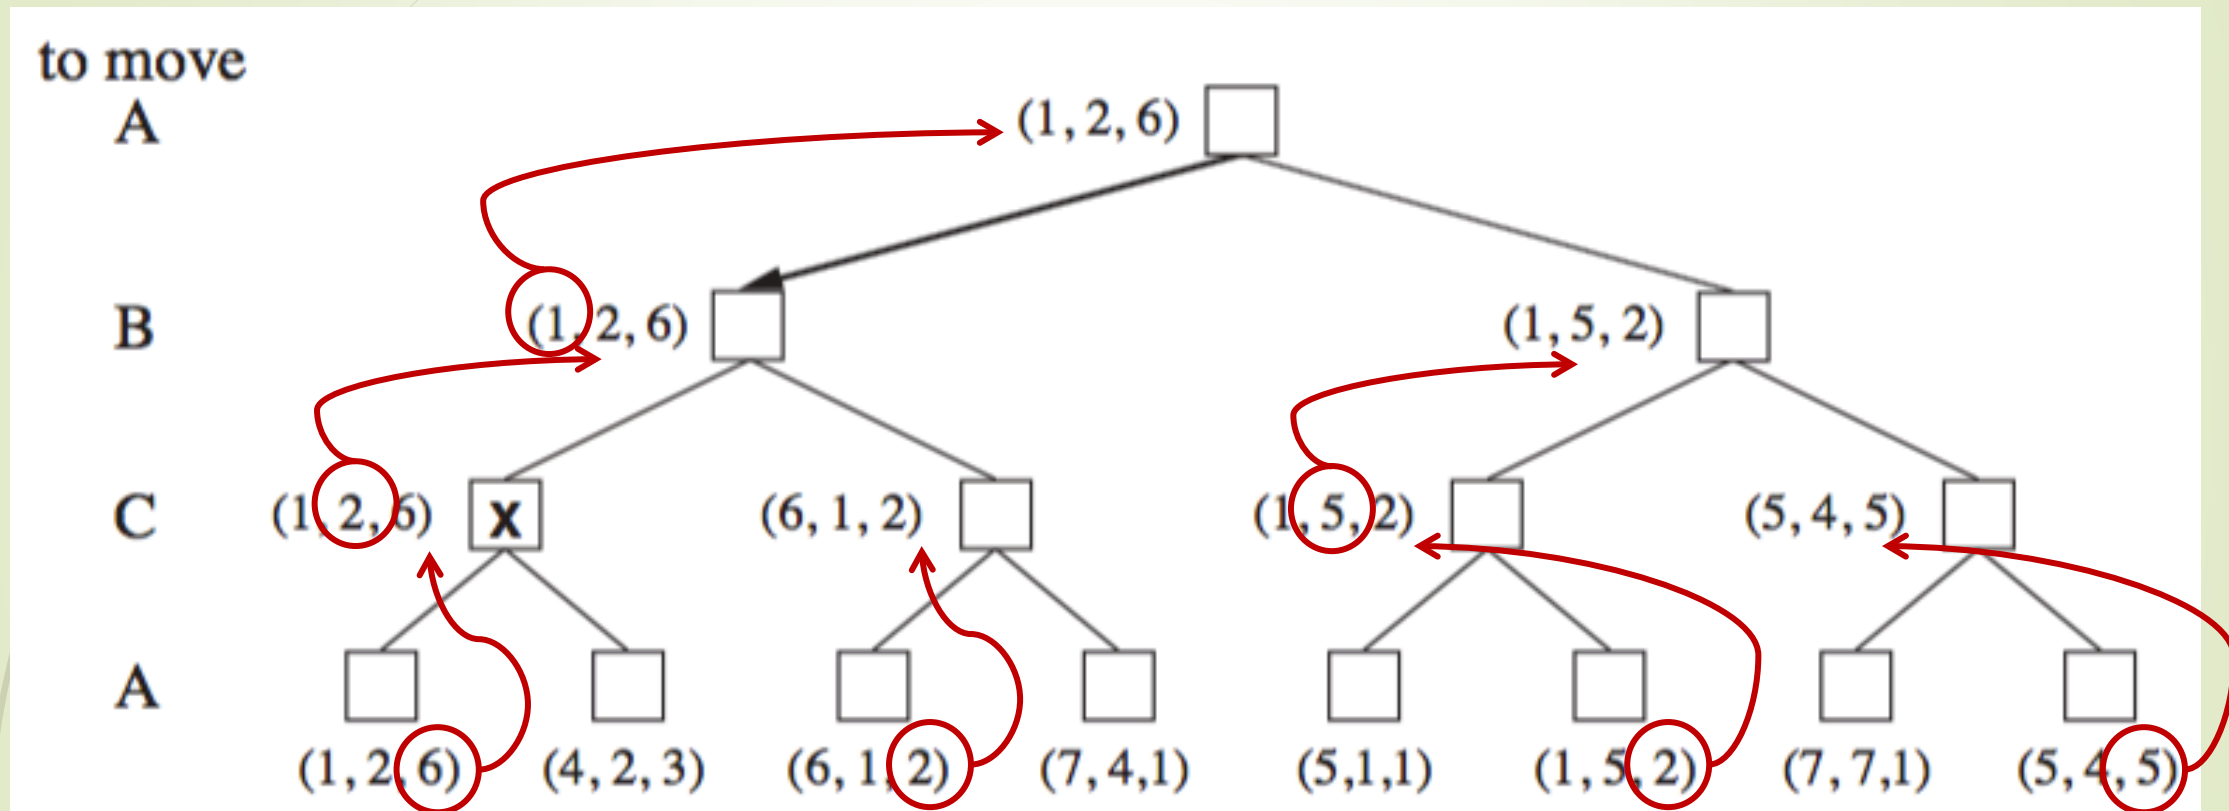 to move
A (1, 2, 6)
B (1, 2, 6) (1, 5, 2)
C (1, 2, 6) X (6, 1, 2) (1, 5, 2) (5, 4, 5)
A
(1, 2, 6) (4, 2, 3) (6, 1, 2) (7, 4,1) (5,1,1) (1, 5, 2) (7, 7,1) (5, 4, 5)